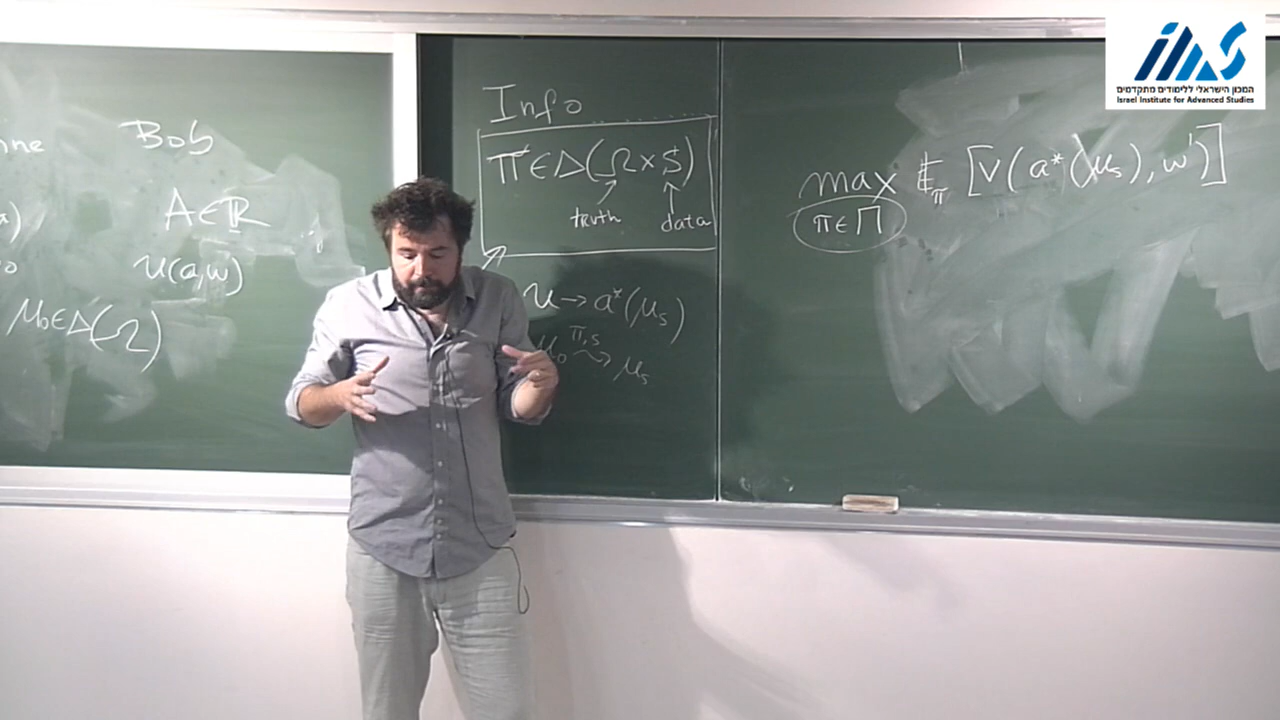 Bob
A ∈ ℝ
u(a,w)
μ₀ ∈ Δ(Ω)
Info
π ∈ Δ(Ω × S)
truth data
u → a*(μₛ)
μ₀ π,s ⇝ μₛ
max 𝔼_π [v(a*(μₛ), w)]
π ∈ Π
IIAS
המכון הישראלי ללימודים מתקדמים
Israel Institute for Advanced Studies